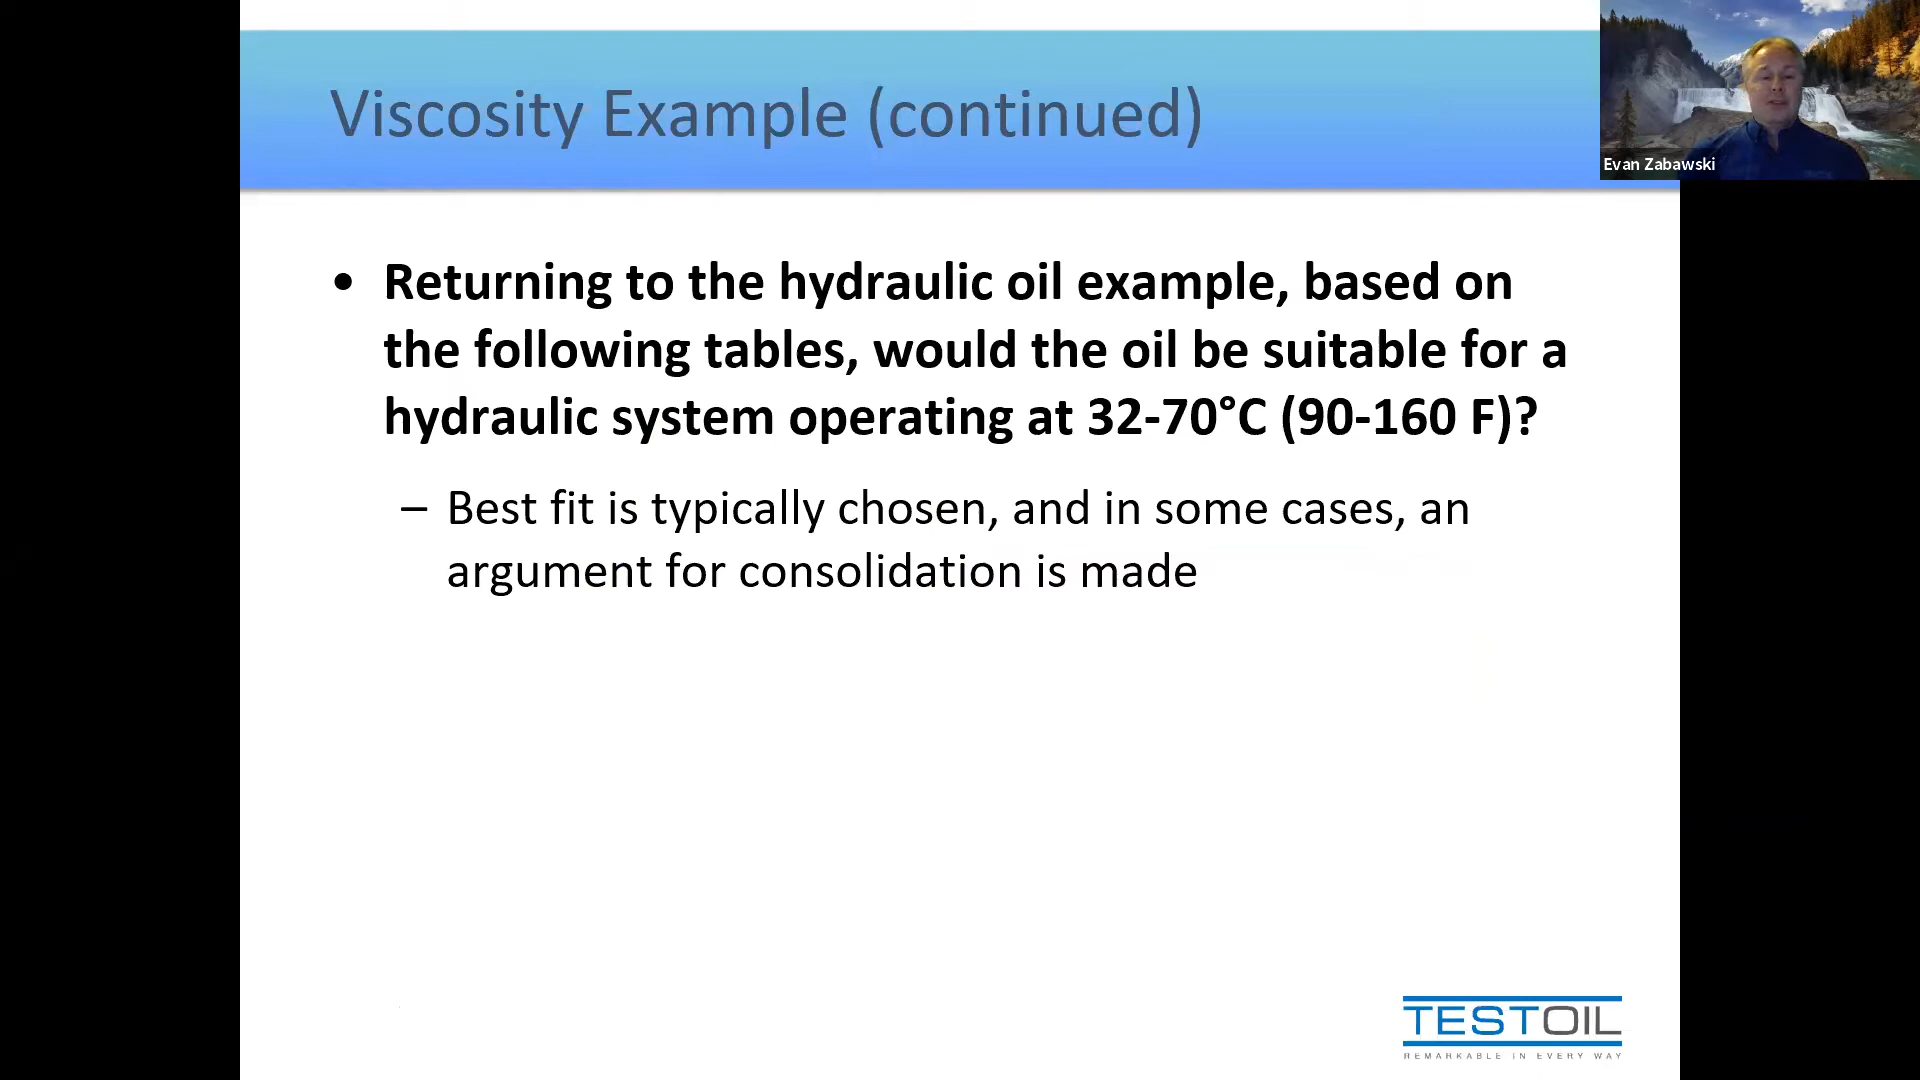 Viscosity Example (continued)
Evan Zabawski
• Returning to the hydraulic oil example, based on
the following tables, would the oil be suitable for a
hydraulic system operating at 32-70°C (90-160 F)?
– Best fit is typically chosen, and in some cases, an
argument for consolidation is made
TESTOIL
REMARKABLE IN EVERY WAY